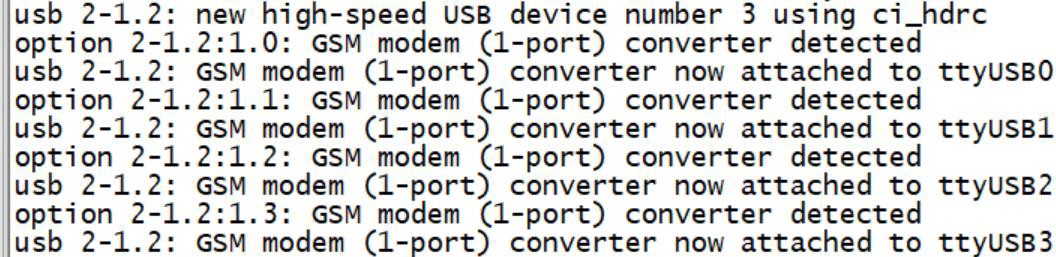 usb 2-1.2: new high-speed USB device number 3 using ci_hdrc
option 2-1.2:1.0: GSM modem (1-port) converter detected
usb 2-1.2: GSM modem (1-port) converter now attached to ttyUSB0
option 2-1.2:1.1: GSM modem (1-port) converter detected
usb 2-1.2: GSM modem (1-port) converter now attached to ttyUSB1
option 2-1.2:1.2: GSM modem (1-port) converter detected
usb 2-1.2: GSM modem (1-port) converter now attached to ttyUSB2
option 2-1.2:1.3: GSM modem (1-port) converter detected
usb 2-1.2: GSM modem (1-port) converter now attached to ttyUSB3